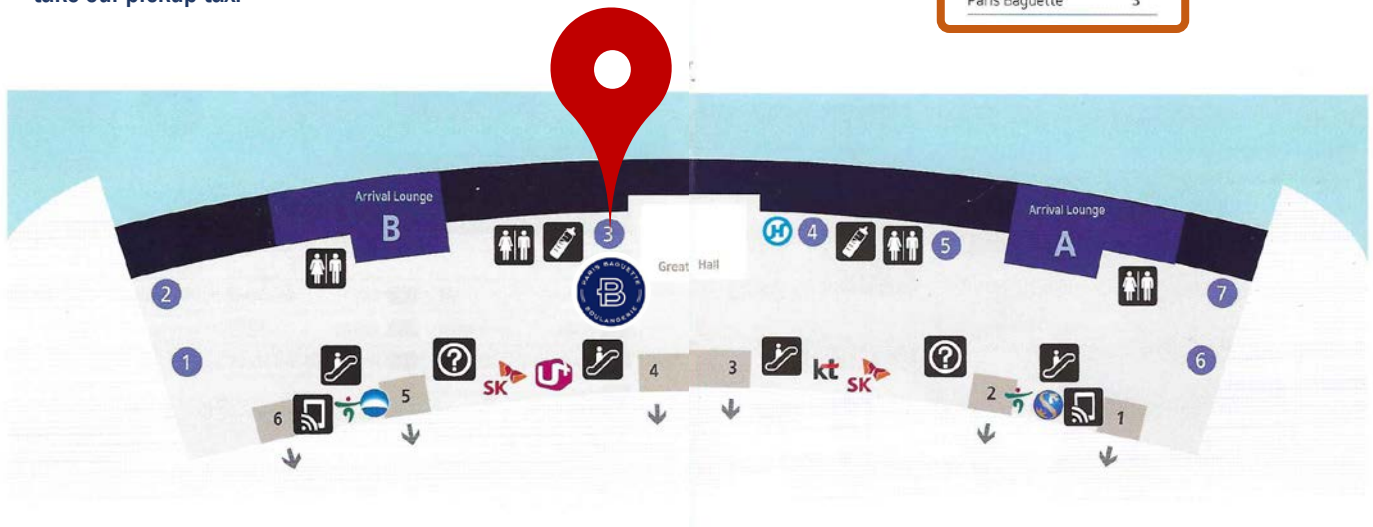 take our pickup taxi
Paris Baguette 3
Arrival Lounge
B
Arrival Lounge
A
3
4
5
2
7
1
6
Great Hall
PARIS BAGUETTE
B
BOULANGERIE
SK
U+
kt
SK
6
5
4
3
2
1